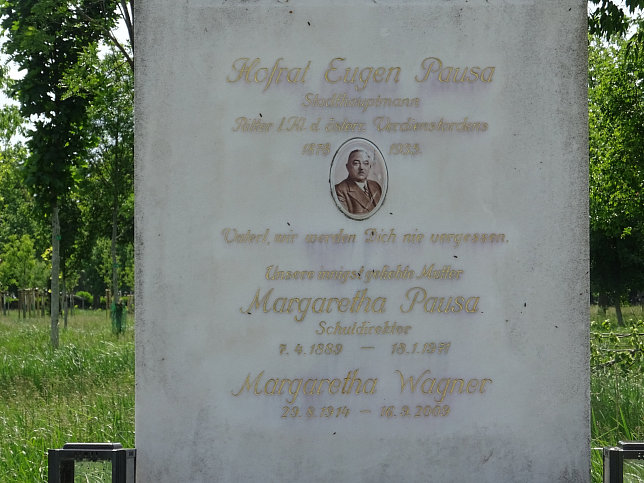 Hofrat Eugen Pausa
Stadthauptmann
Ritter I. Kl. d. österr. Verdienstordens
1878 1939.
Vaterl, wir werden Dich nie vergessen.
Unsere innigst geliebte Mutter
Margaretha Pausa
Schuldirektor
7.4.1889 — 18.1.1971
Margaretha Wagner
29.9.1914 — 16.9.2009